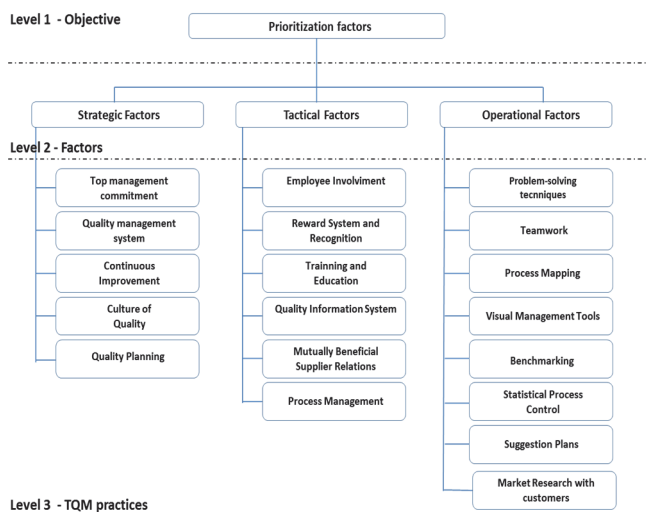 Level 1 - Objective
Prioritization factors
Strategic Factors
Tactical Factors
Operational Factors
Level 2 - Factors
Top management
commitment
Quality management
system
Continuous
Improvement
Culture of
Quality
Quality Planning
Employee Involviment
Reward System and
Recognition
Trainning and
Education
Quality Information System
Mutually Beneficial
Supplier Relations
Process Management
Problem-solving
tecnniques
Teamwork
Process Mapping
Visual Management Tools
Benchmarking
Statistical Process
Control
Suggestion Plans
Market Research with
customers
Level 3 - TQM practices